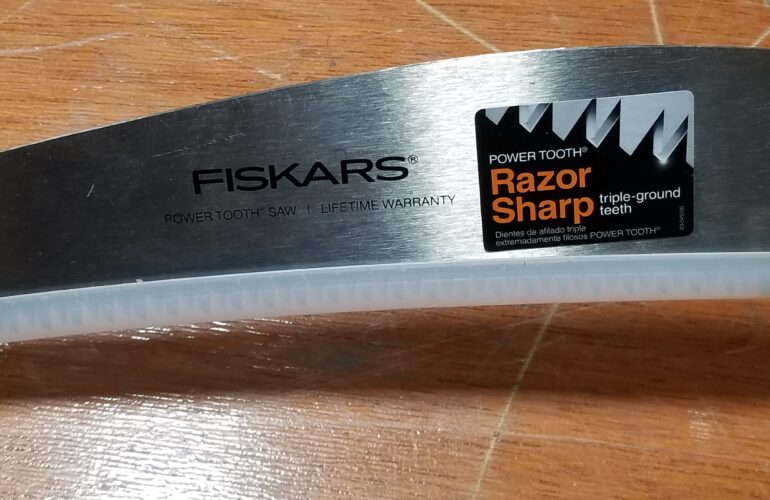 FISKARS®
POWER TOOTH® SAW | LIFETIME WARRANTY
POWER TOOTH®
Razor
Sharp
triple-ground
teeth
Dientes de afilado triple
extremadamente filosos POWER TOOTH®